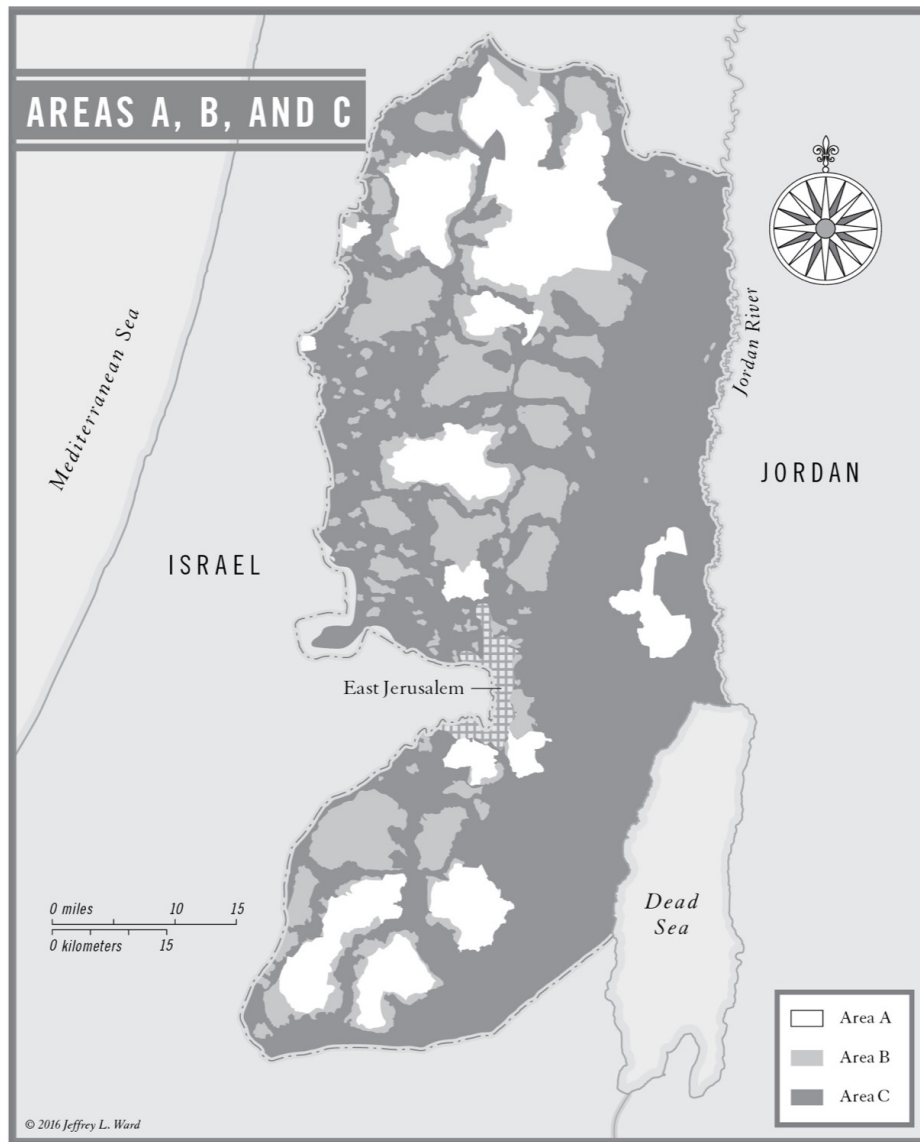 AREAS A, B, AND C
Mediterranean Sea
Jordan River
JORDAN
ISRAEL
East Jerusalem
0 miles 10 15
0 kilometers 15
Dead
Sea
Area A
Area B
Area C
© 2016 Jeffrey L. Ward